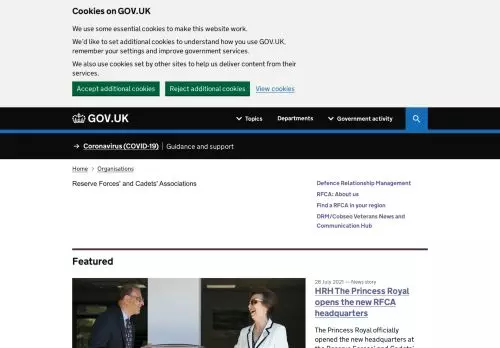 Cookies on GOV.UK
We use some essential cookies to make this website work.
We'd like to set additional cookies to understand how you use GOV.UK,
remember your settings and improve government services.
We also use cookies set by other sites to help us deliver content from their
services.
Accept additional cookies Reject additional cookies View cookies
GOV.UK Topics Departments Government activity
→ Coronavirus (COVID-19) | Guidance and support
Home > Organisations
Reserve Forces' and Cadets' Associations
Defence Relationship Management
RFCA: About us
Find a RFCA in your region
DRM/Cobseo Veterans News and
Communication Hub
Featured
28 July 2021 — News story
HRH The Princess Royal
opens the new RFCA
headquarters
The Princess Royal officially
opened the new headquarters at
the Reserve Forces' and Cadets'